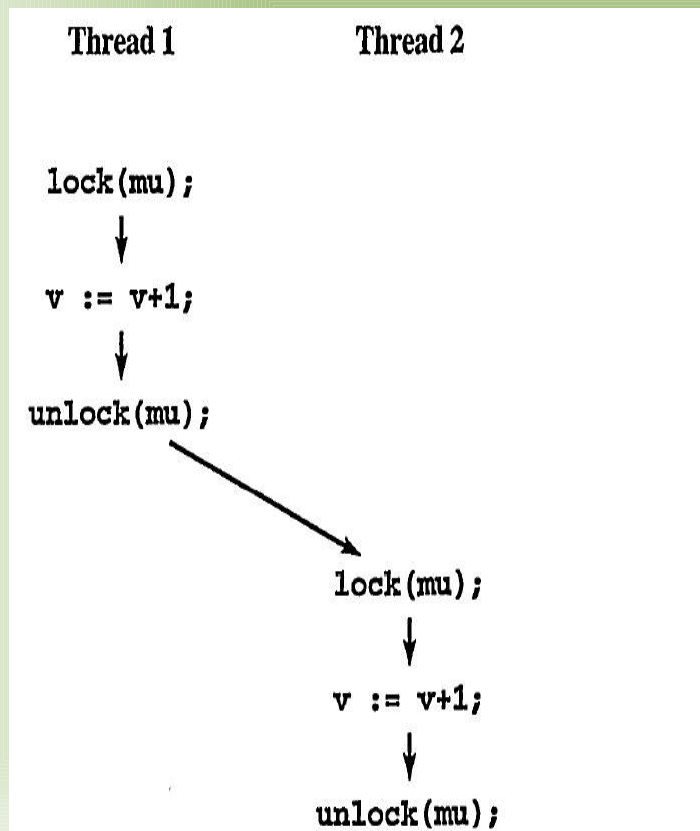 Thread 1 Thread 2
lock(mu);
v := v+1;
unlock(mu);
lock(mu);
v := v+1;
unlock(mu);